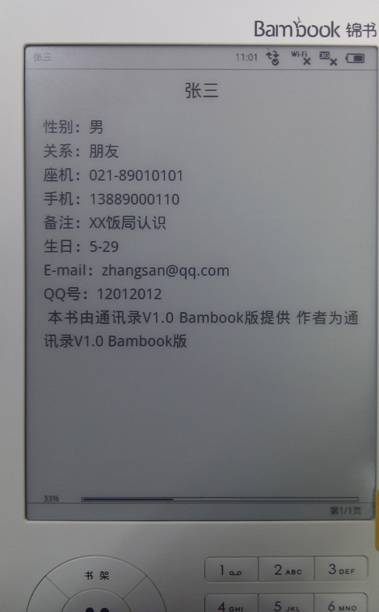 Bambook 锦书
张三 11:01 Wi-Fi
张三
性别：男
关系：朋友
座机：021-89010101
手机：13889000110
备注：XX饭局认识
生日：5-29
E-mail：zhangsan@qq.com
QQ号：12012012
本书由通讯录V1.0 Bambook版提供 作者为通
讯录V1.0 Bambook版
33%
第1/1页
书架
1 2 ABC 3 DEF
4 GHI 5 JKL 6 MNO